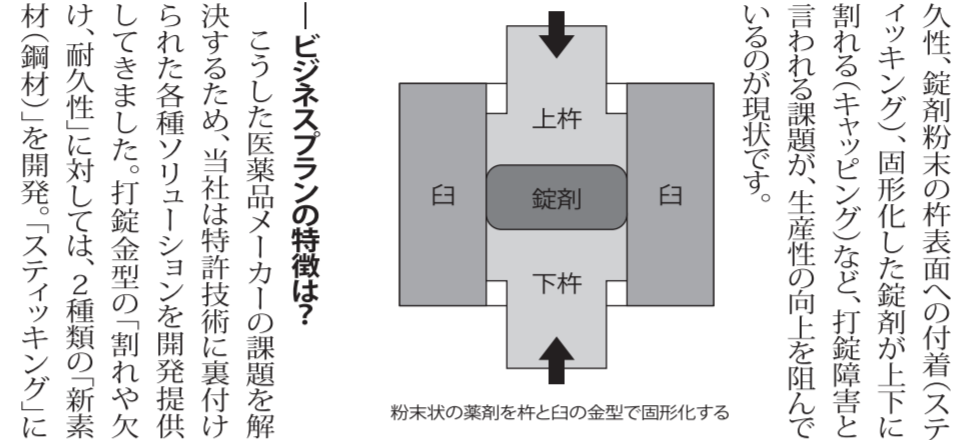 久性、錠剤粉末の杵表面への付着(ステ
ィッキング)、固形化した錠剤が上下に
割れる(キャッピング)など、打錠障害と
言われる課題が、生産性の向上を阻んで
いるのが現状です。
上杵
臼
錠剤
臼
下杵
粉末状の薬剤を杵と臼の金型で固形化する
―ビジネスプランの特徴は?
こうした医薬品メーカーの課題を解
決するため、当社は特許技術に裏付け
られた各種ソリューションを開発提供
してきました。打錠金型の「割れや欠
け、耐久性」に対しては、2種類の「新素
材(鋼材)」を開発。「スティッキング」に